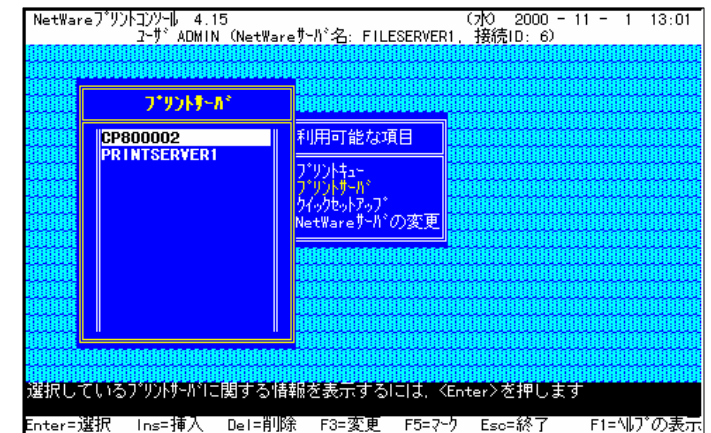 NetWareﾌﾟﾘﾝﾄｺﾝｿｰﾙ 4.15 (水) 2000 - 11 - 1 13:01
ﾕｰｻﾞ ADMIN (NetWareｻｰﾊﾞ名: FILESERVER1, 接続ID: 6)
ﾌﾟﾘﾝﾄｻｰﾊﾞ
CP800002
PRINTSERVER1
利用可能な項目
ﾌﾟﾘﾝﾄｷｭｰ
ﾌﾟﾘﾝﾄｻｰﾊﾞ
ｸｲｯｸｾｯﾄｱｯﾌﾟ
NetWareｻｰﾊﾞの変更
選択しているﾌﾟﾘﾝﾄｻｰﾊﾞに関する情報を表示するには, <Enter>を押します
Enter=選択 Ins=挿入 Del=削除 F3=変更 F5=ﾏｰｸ Esc=終了 F1=ﾍﾙﾌﾟの表示